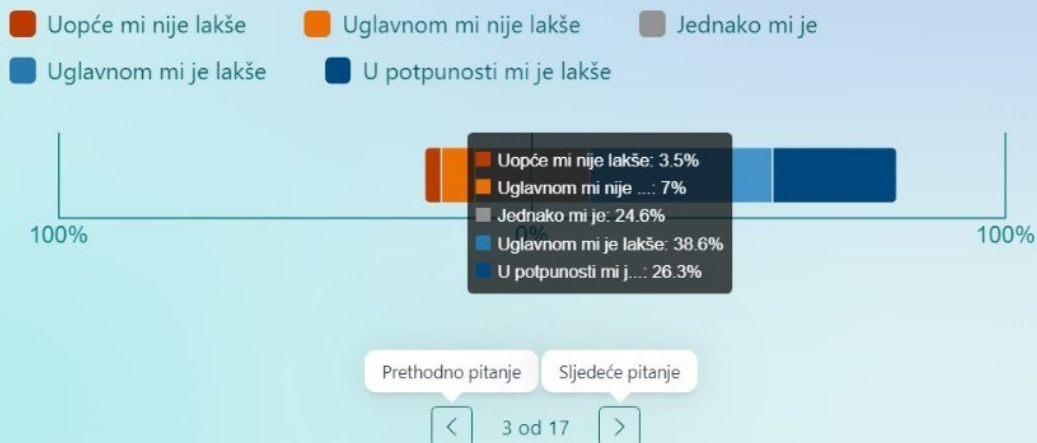 Uopće mi nije lakše Uglavnom mi nije lakše Jednako mi je
Uglavnom mi je lakše U potpunosti mi je lakše
Uopće mi nije lakše: 3.5%
Uglavnom mi nije ...: 7%
Jednako mi je: 24.6%
100% 0% 100%
Uglavnom mi je lakše: 38.6%
U potpunosti mi j...: 26.3%
Prethodno pitanje Sljedeće pitanje
< 3 od 17 >